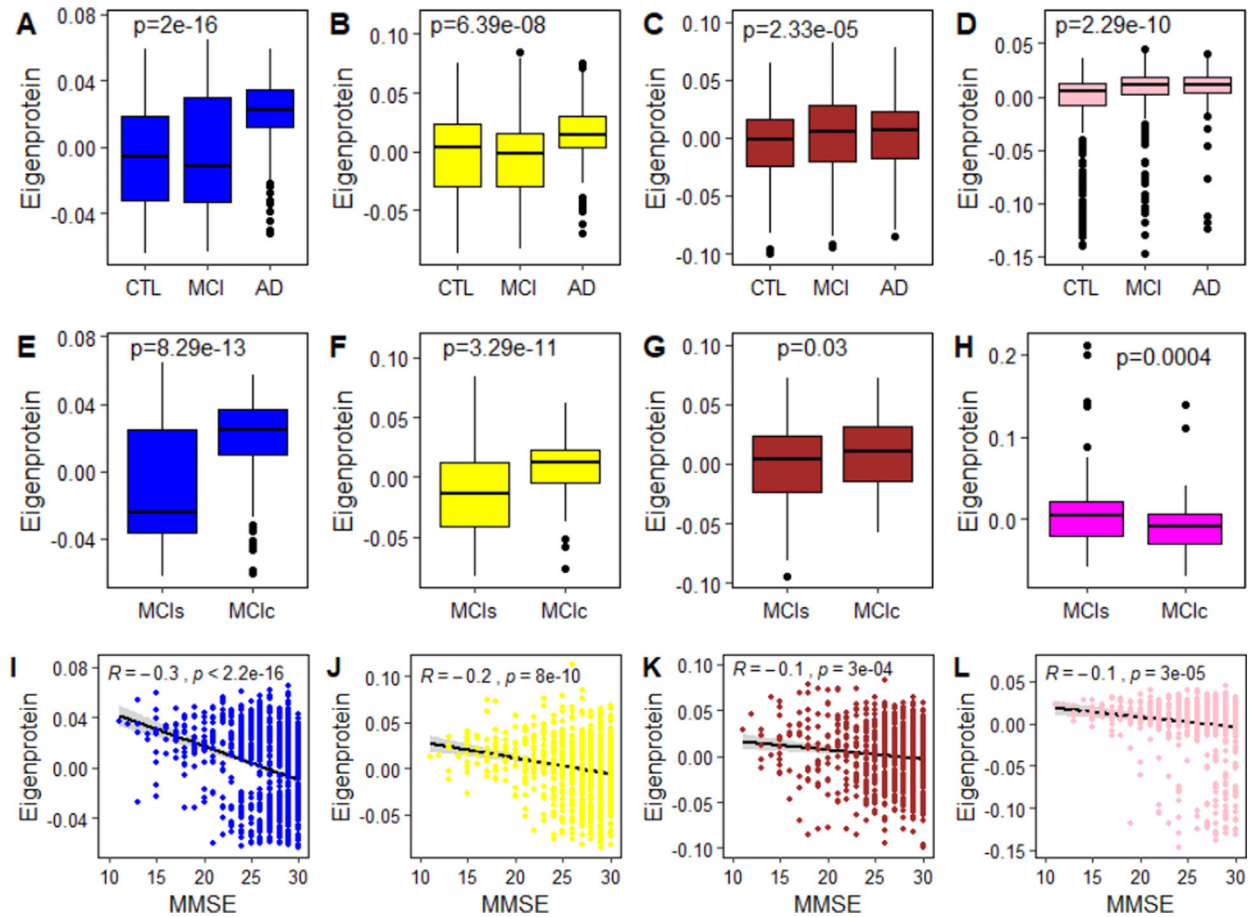 A
p=2e-16
Eigenprotein
0.08
0.04
0.00
-0.04
CTL MCI AD
B
p=6.39e-08
Eigenprotein
0.10
0.05
0.00
-0.05
CTL MCI AD
C
p=2.33e-05
Eigenprotein
0.10
0.05
0.00
-0.05
-0.10
CTL MCI AD
D
p=2.29e-10
Eigenprotein
0.05
0.00
-0.05
-0.10
-0.15
CTL MCI AD
E
p=8.29e-13
Eigenprotein
0.08
0.04
0.00
-0.04
MCIs MCIc
F
p=3.29e-11
Eigenprotein
0.10
0.05
0.00
-0.05
MCIs MCIc
G
p=0.03
Eigenprotein
0.10
0.05
0.00
-0.05
-0.10
MCIs MCIc
H
p=0.0004
Eigenprotein
0.2
0.1
0.0
MCIs MCIc
I
R = −0.3 , p < 2.2e-16
Eigenprotein
0.08
0.04
0.00
-0.04
10 15 20 25 30
MMSE
J
R = −0.2 , p = 8e-10
Eigenprotein
0.10
0.05
0.00
-0.05
10 15 20 25 30
MMSE
K
R = −0.1 , p = 3e-04
Eigenprotein
0.10
0.05
0.00
-0.05
-0.10
10 15 20 25 30
MMSE
L
R = −0.1 , p = 3e-05
Eigenprotein
0.05
0.00
-0.05
-0.10
-0.15
10 15 20 25 30
MMSE